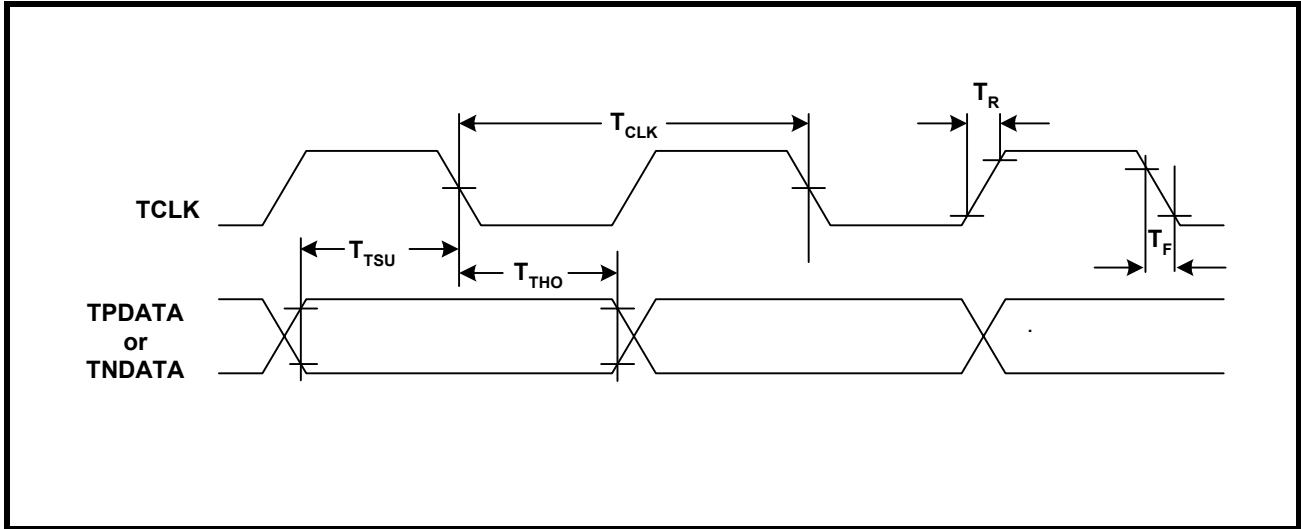 T_R
T_CLK
TCLK
T_TSU
T_F
T_THO
TPDATA
or
TNDATA